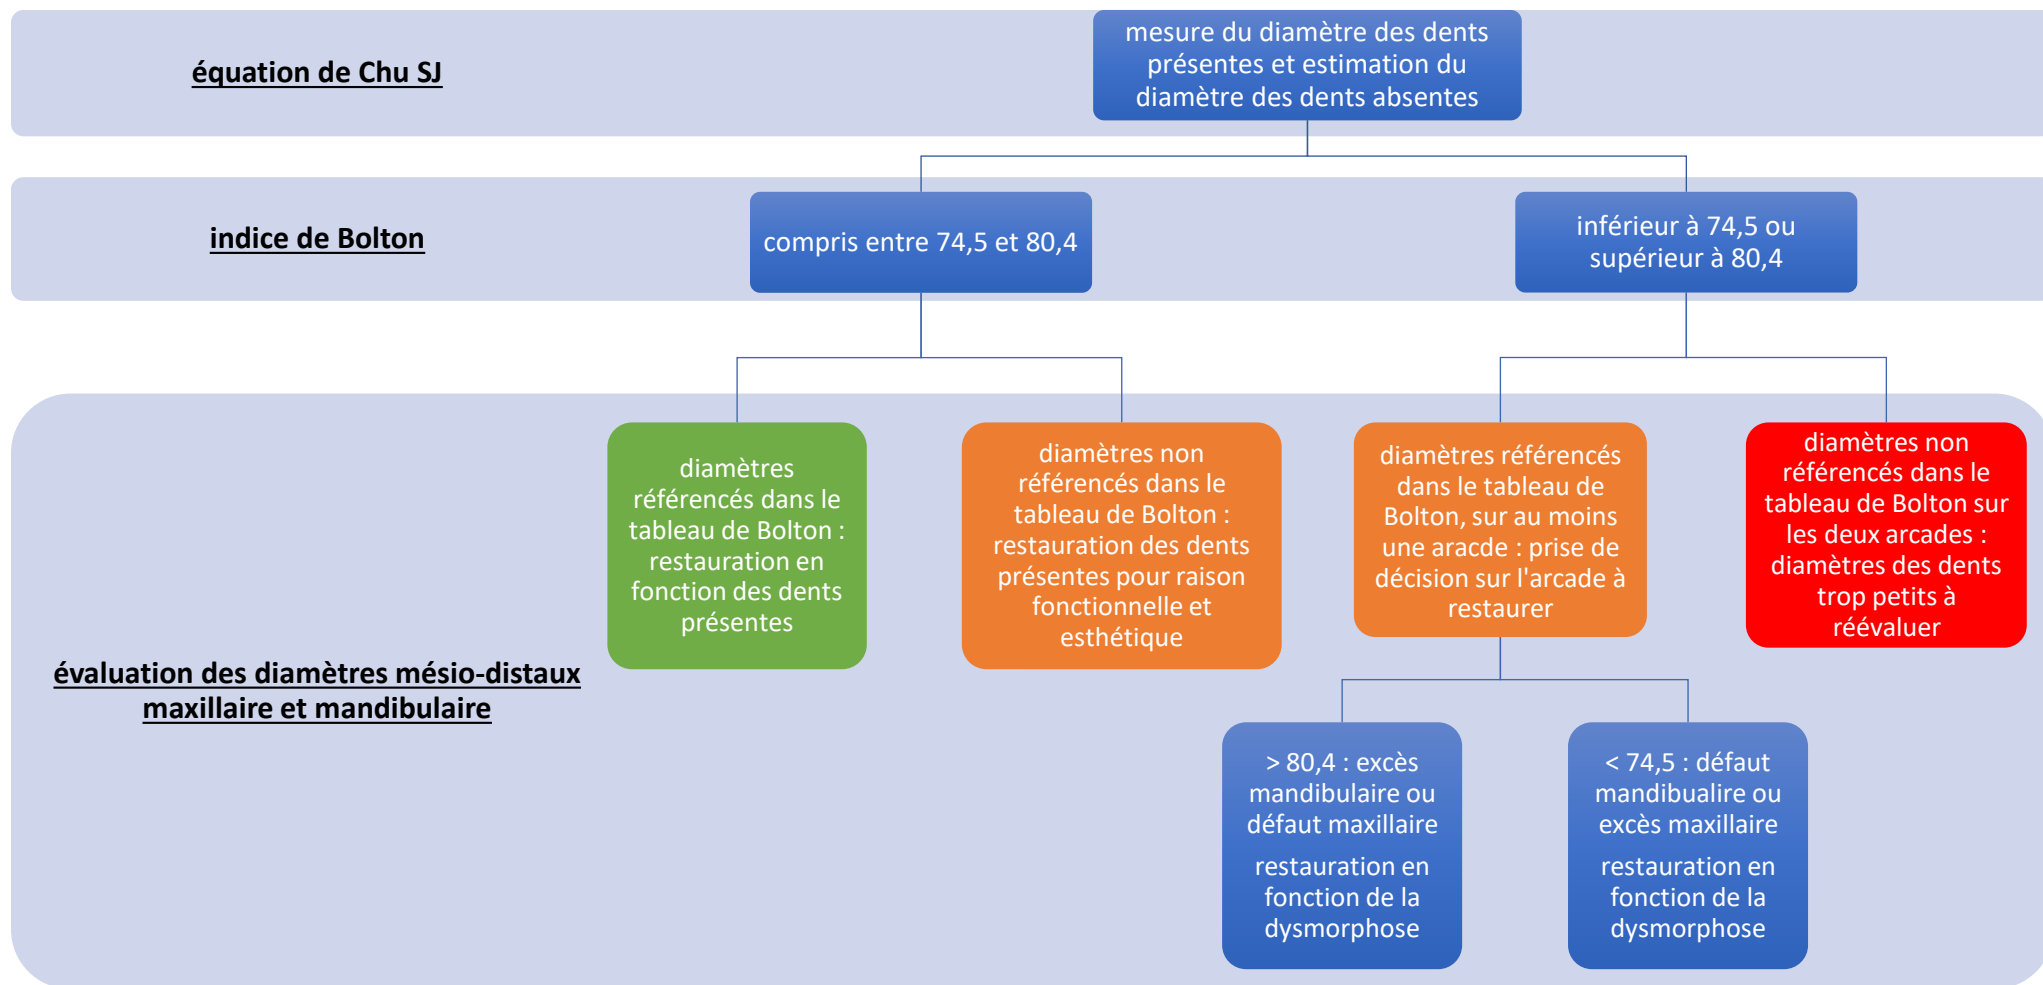 équation de Chu SJ
mesure du diamètre des dents
présentes et estimation du
diamètre des dents absentes
indice de Bolton
compris entre 74,5 et 80,4
inférieur à 74,5 ou
supérieur à 80,4
évaluation des diamètres mésio-distaux
maxillaire et mandibulaire
diamètres
référencés dans le
tableau de Bolton :
restauration en
fonction des dents
présentes
diamètres non
référencés dans le
tableau de Bolton :
restauration des dents
présentes pour raison
fonctionnelle et
esthétique
diamètres référencés
dans le tableau de
Bolton, sur au moins
une aracde : prise de
décision sur l'arcade à
restaurer
diamètres non
référencés dans le
tableau de Bolton sur
les deux arcades :
diamètres des dents
trop petits à
réévaluer
> 80,4 : excès
mandibulaire ou
défaut maxillaire
restauration en
fonction de la
dysmorphose
< 74,5 : défaut
mandibualire ou
excès maxillaire
restauration en
fonction de la
dysmorphose